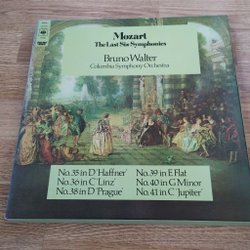 Mozart
The Last Six Symphonies
Bruno Walter
Columbia Symphony Orchestra
No.35 in D 'Haffner'
No.36 in C 'Linz'
No.38 in D 'Prague'
No.39 in E Flat
No.40 in G Minor
No.41 in C 'Jupiter'